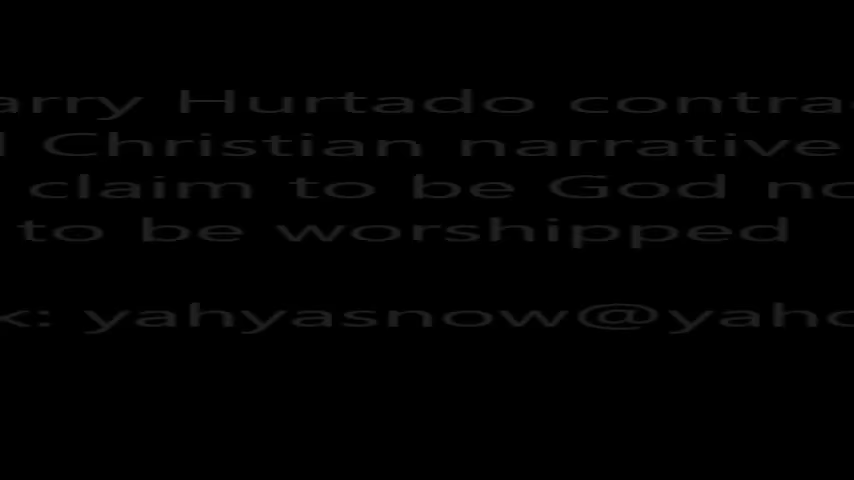 arry Hurtado contra
l Christian narrative
claim to be God no
to be worshipped
k: yahyasnow@yaho